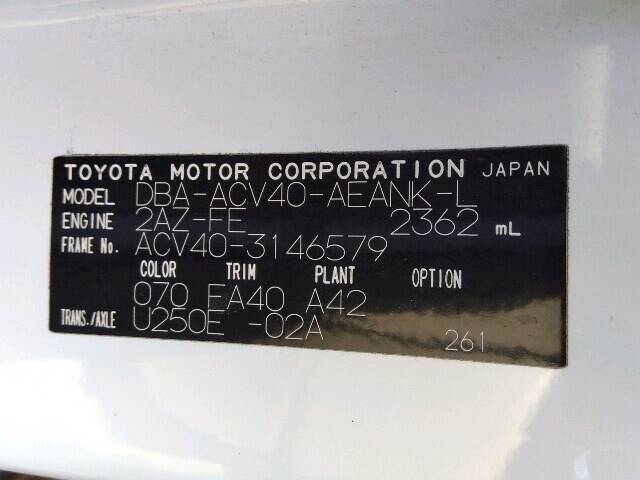 TOYOTA MOTOR CORPORATION JAPAN
MODEL DBA-ACV40-AEANK-L
ENGINE 2AZ-FE 2362 mL
FRAME No. ACV40-3146579
COLOR TRIM PLANT OPTION
070 FA40 A42
TRANS./AXLE U250E -02A
261